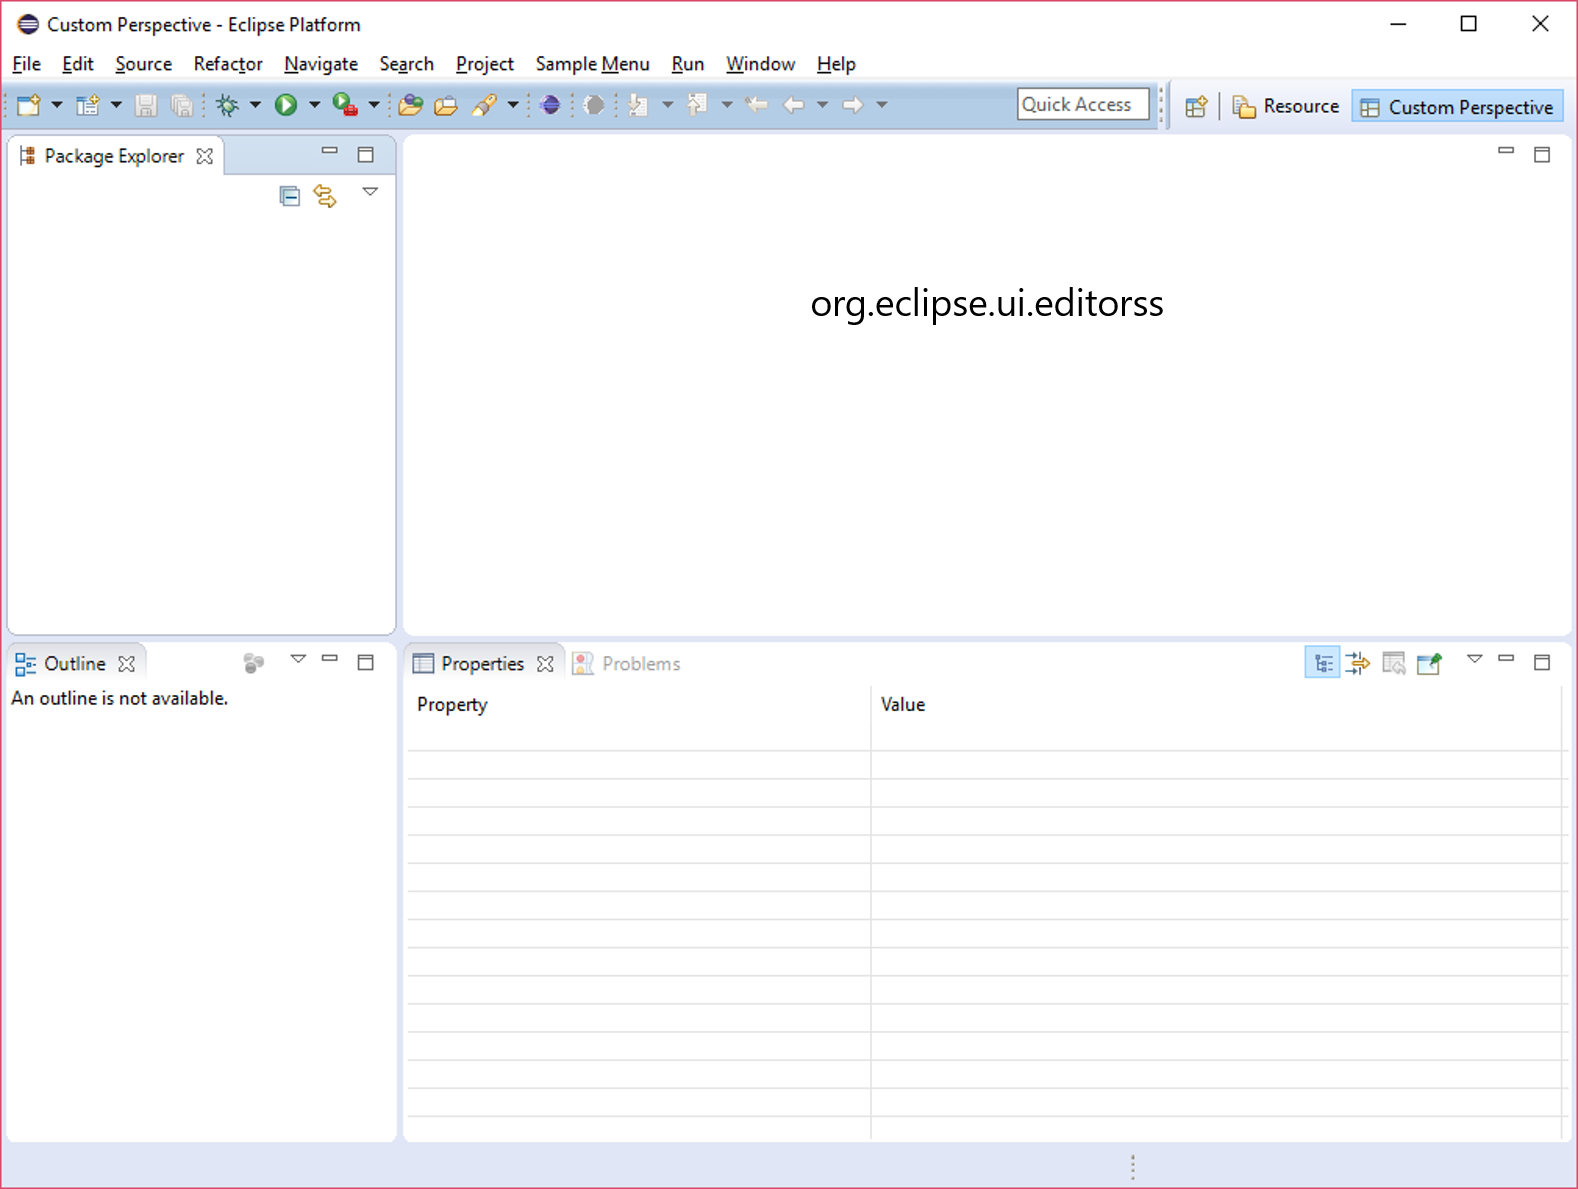 Custom Perspective - Eclipse Platform
File Edit Source Refactor Navigate Search Project Sample Menu Run Window Help
Quick Access Resource Custom Perspective
Package Explorer
org.eclipse.ui.editorss
Outline
An outline is not available.
Properties Problems
Property Value